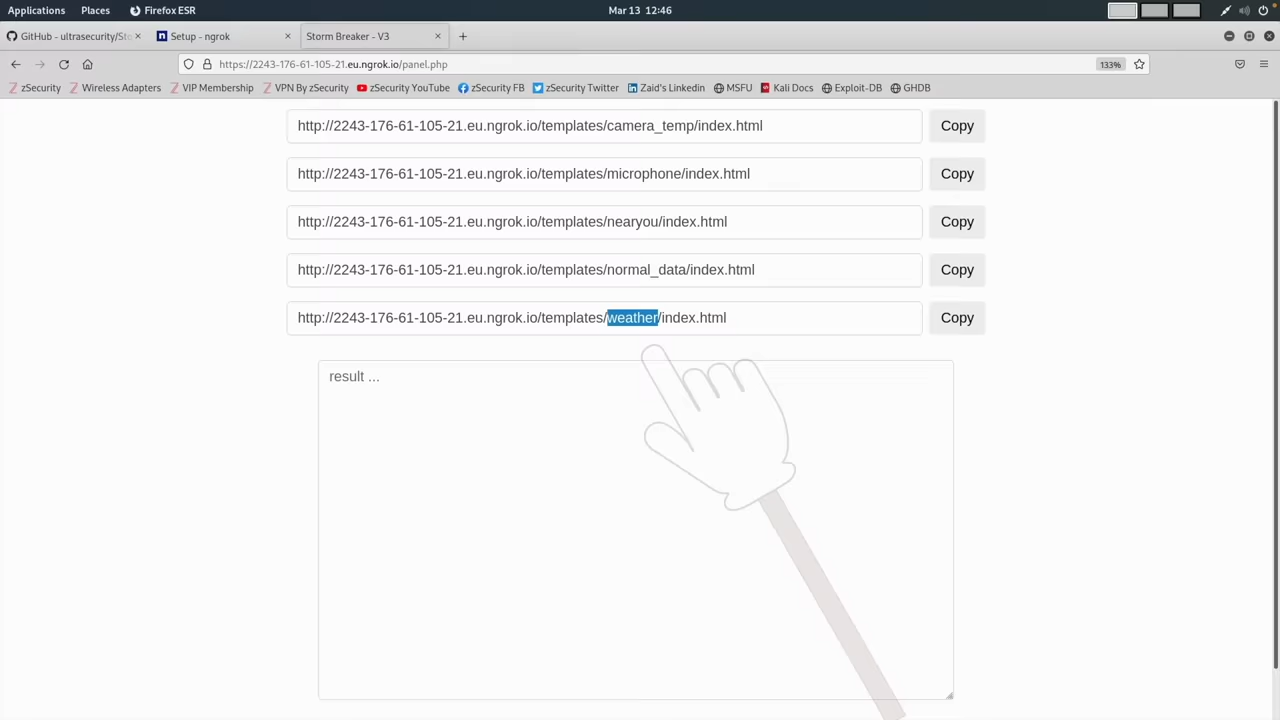 Applications Places Firefox ESR Mar 13 12:46
GitHub - ultrasecurity/Sto Setup - ngrok Storm Breaker - V3
https://2243-176-61-105-21.eu.ngrok.io/panel.php 133%
zSecurity Wireless Adapters VIP Membership VPN By zSecurity zSecurity YouTube zSecurity FB zSecurity Twitter Zaid's Linkedin MSFU Kali Docs Exploit-DB GHDB
http://2243-176-61-105-21.eu.ngrok.io/templates/camera_temp/index.html Copy
http://2243-176-61-105-21.eu.ngrok.io/templates/microphone/index.html Copy
http://2243-176-61-105-21.eu.ngrok.io/templates/nearyou/index.html Copy
http://2243-176-61-105-21.eu.ngrok.io/templates/normal_data/index.html Copy
http://2243-176-61-105-21.eu.ngrok.io/templates/weather/index.html Copy
result ...